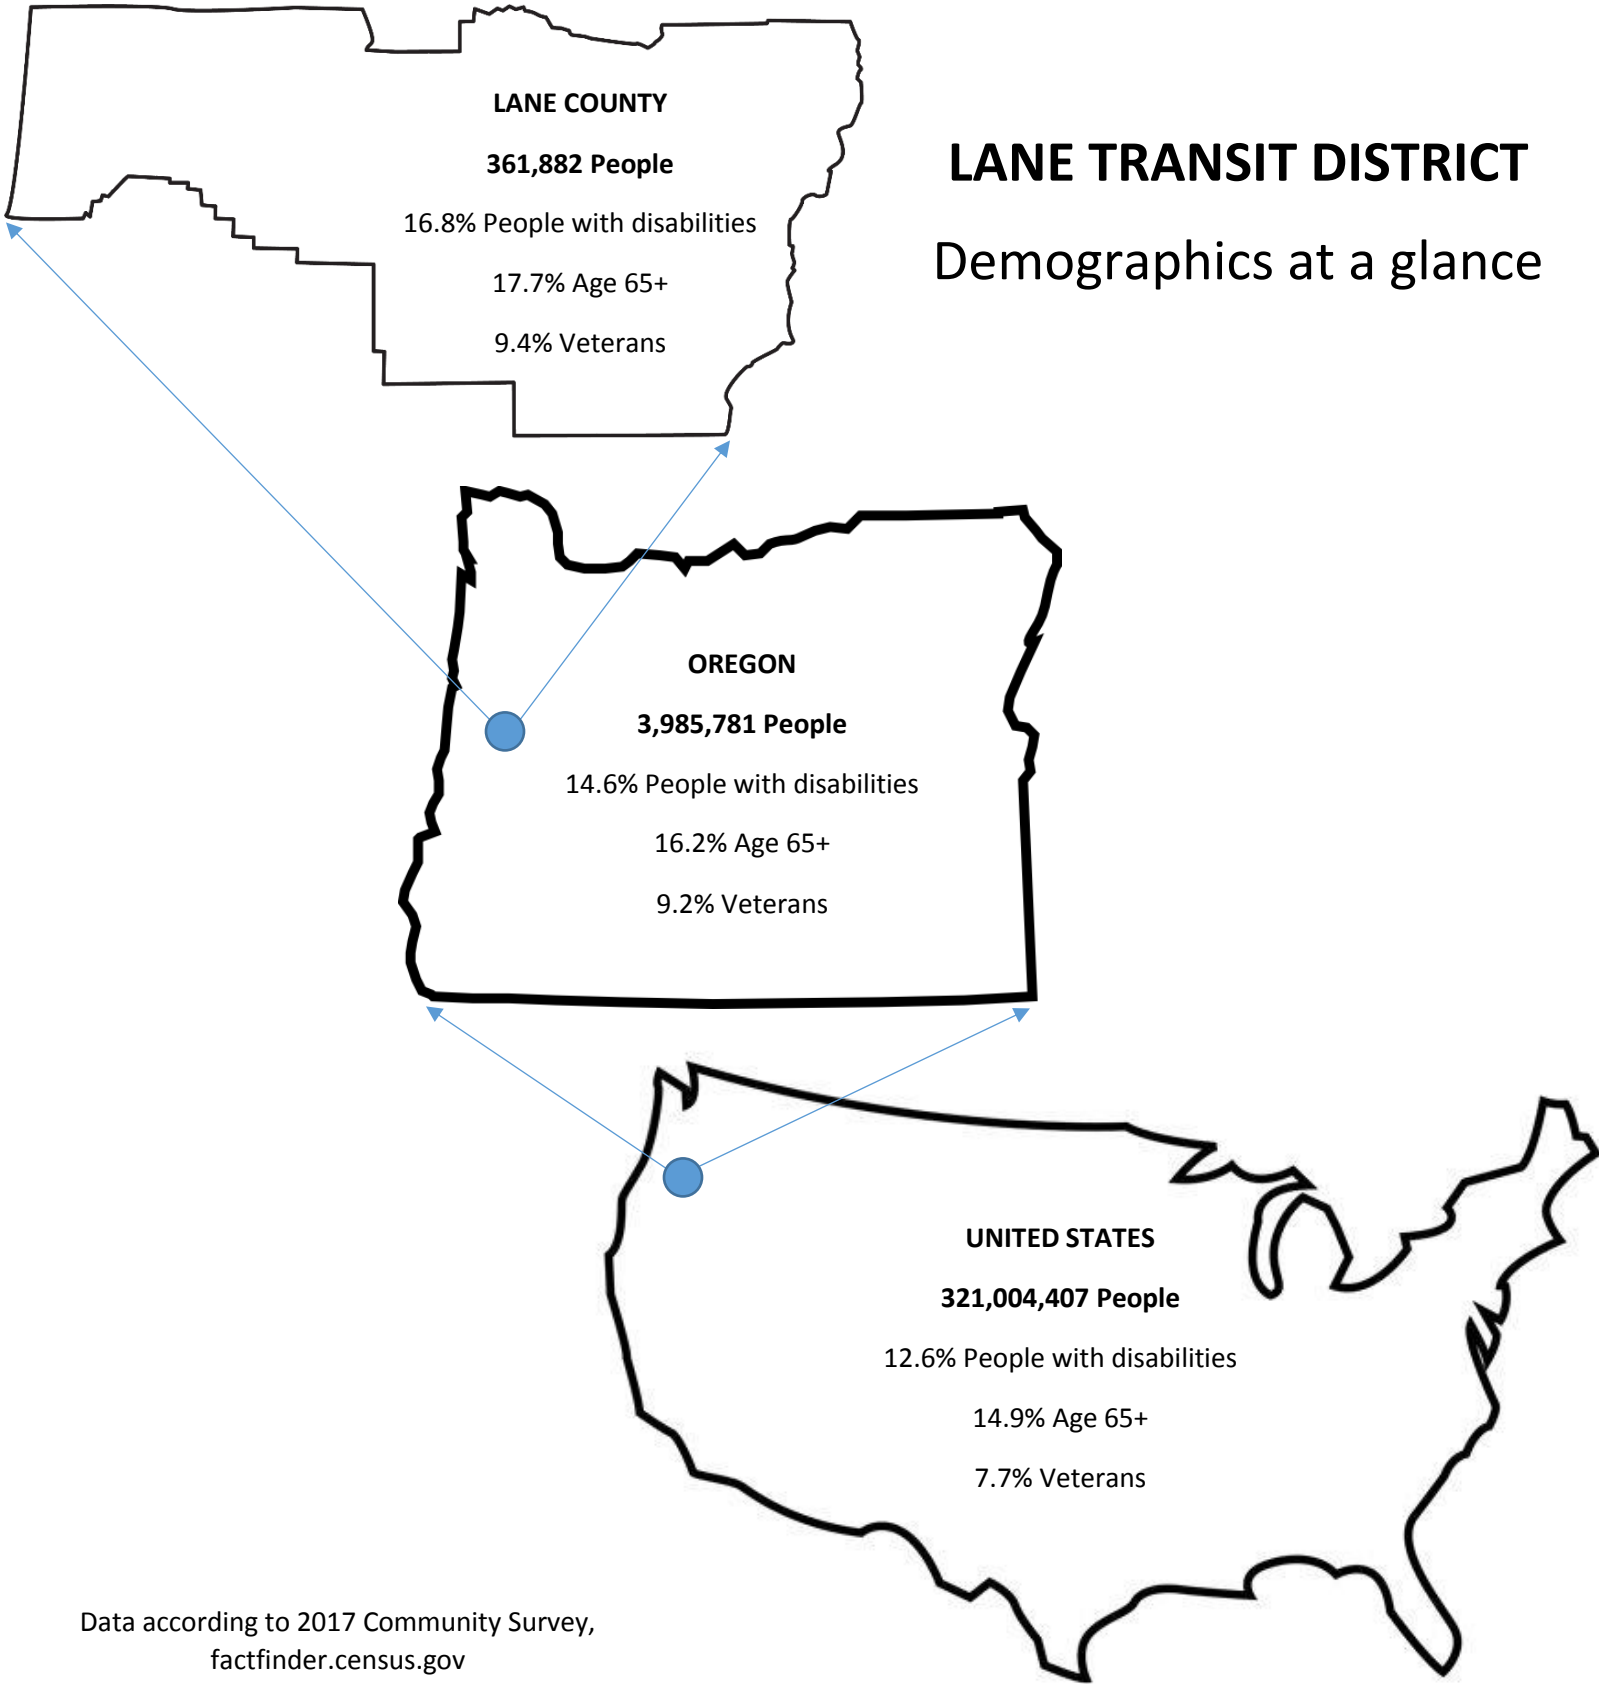 LANE COUNTY
361,882 People
16.8% People with disabilities
17.7% Age 65+
9.4% Veterans
LANE TRANSIT DISTRICT
Demographics at a glance
OREGON
3,985,781 People
14.6% People with disabilities
16.2% Age 65+
9.2% Veterans
UNITED STATES
321,004,407 People
12.6% People with disabilities
14.9% Age 65+
7.7% Veterans
Data according to 2017 Community Survey,
factfinder.census.gov